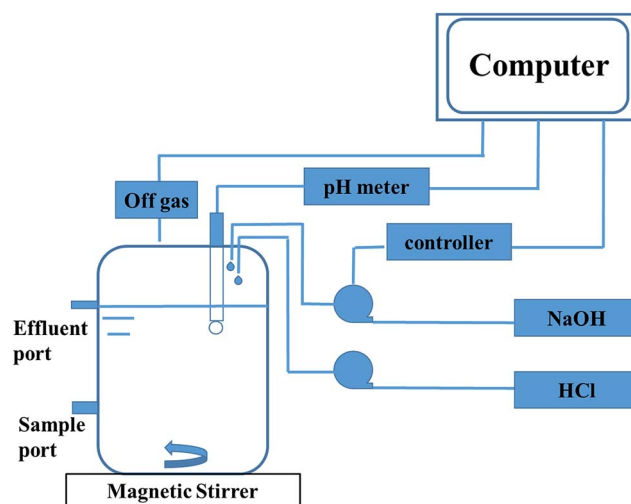 Computer
Off gas
pH meter
controller
Effluent
port
NaOH
HCl
Sample
port
Magnetic Stirrer